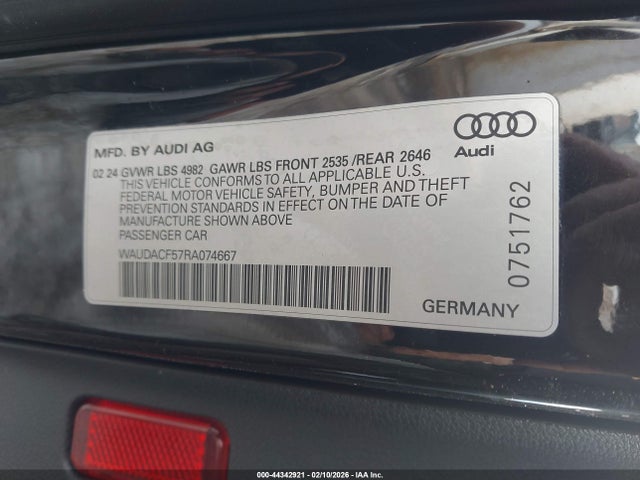 MFD. BY AUDI AG
02 24 GVWR LBS 4982 GAWR LBS FRONT 2535 /REAR 2646
THIS VEHICLE CONFORMS TO ALL APPLICABLE U.S.
FEDERAL MOTOR VEHICLE SAFETY, BUMPER AND THEFT
PREVENTION STANDARDS IN EFFECT ON THE DATE OF
MANUFACTURE SHOWN ABOVE
PASSENGER CAR
WAUDACF57RA074667
Audi
0751762
GERMANY
000-44342921 - 02/10/2026 - IAAI, Inc.